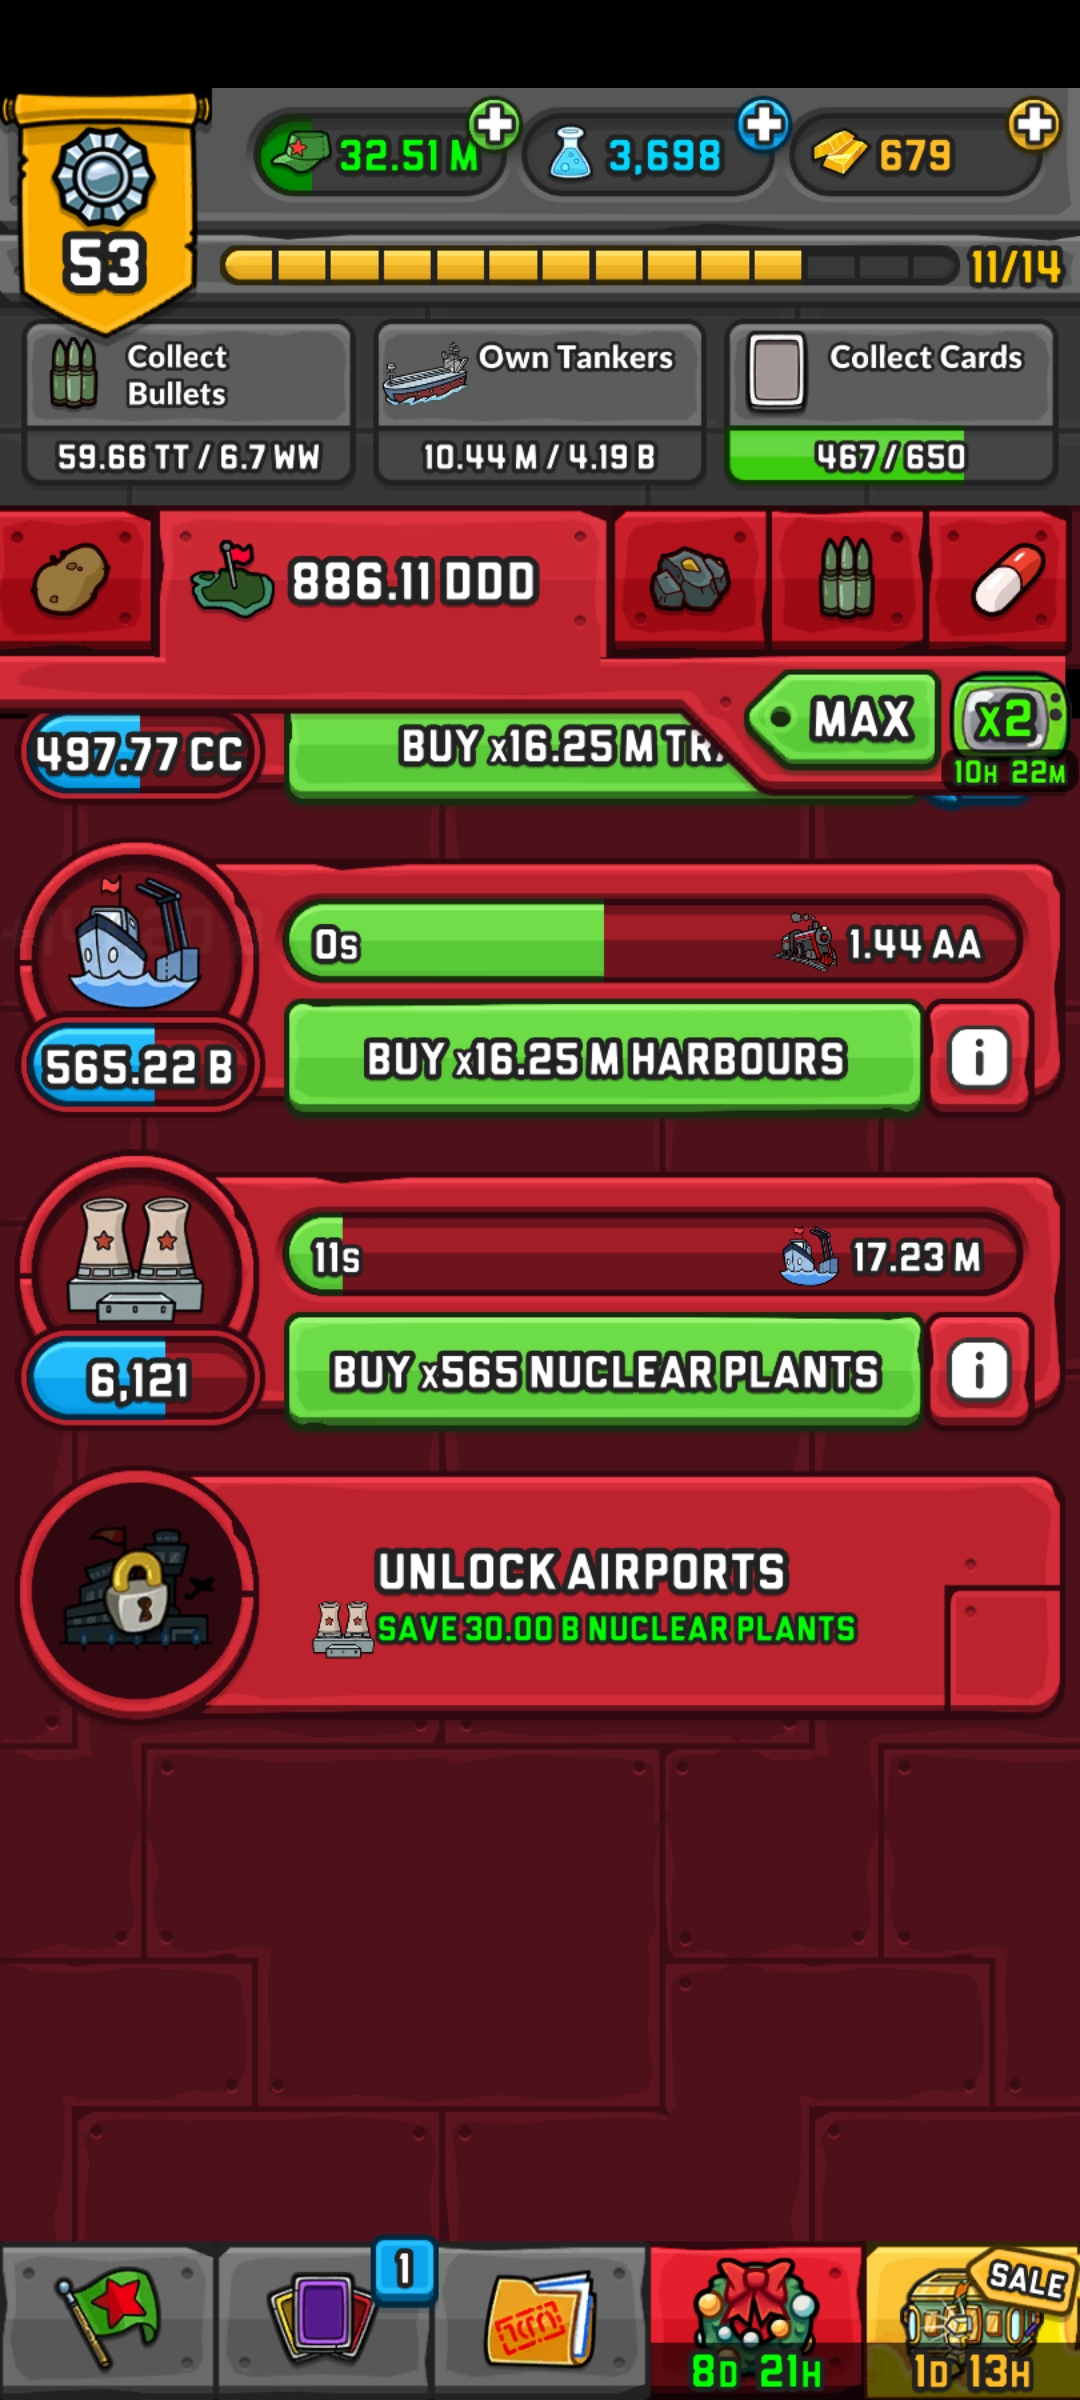 32.51 M
3,698
679
53
11/14
Collect
Bullets
59.66 TT / 6.7 WW
Own Tankers
10.44 M / 4.19 B
Collect Cards
467 / 650
886.11 DDD
MAX
x2
10H 22M
497.77 CC
BUY x16.25 M
0s
1.44 AA
565.22 B
BUY x16.25 M HARBOURS
i
11s
17.23 M
6,121
BUY x565 NUCLEAR PLANTS
i
UNLOCK AIRPORTS
SAVE 30.00 B NUCLEAR PLANTS
1
SALE
8D 21H
1D 13H